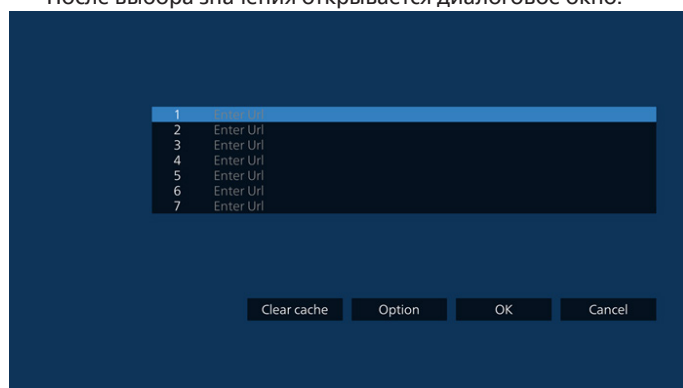 После выбора значения открывается диалоговое окно.
1 Enter Url
2 Enter Url
3 Enter Url
4 Enter Url
5 Enter Url
6 Enter Url
7 Enter Url
Clear cache Option OK Cancel